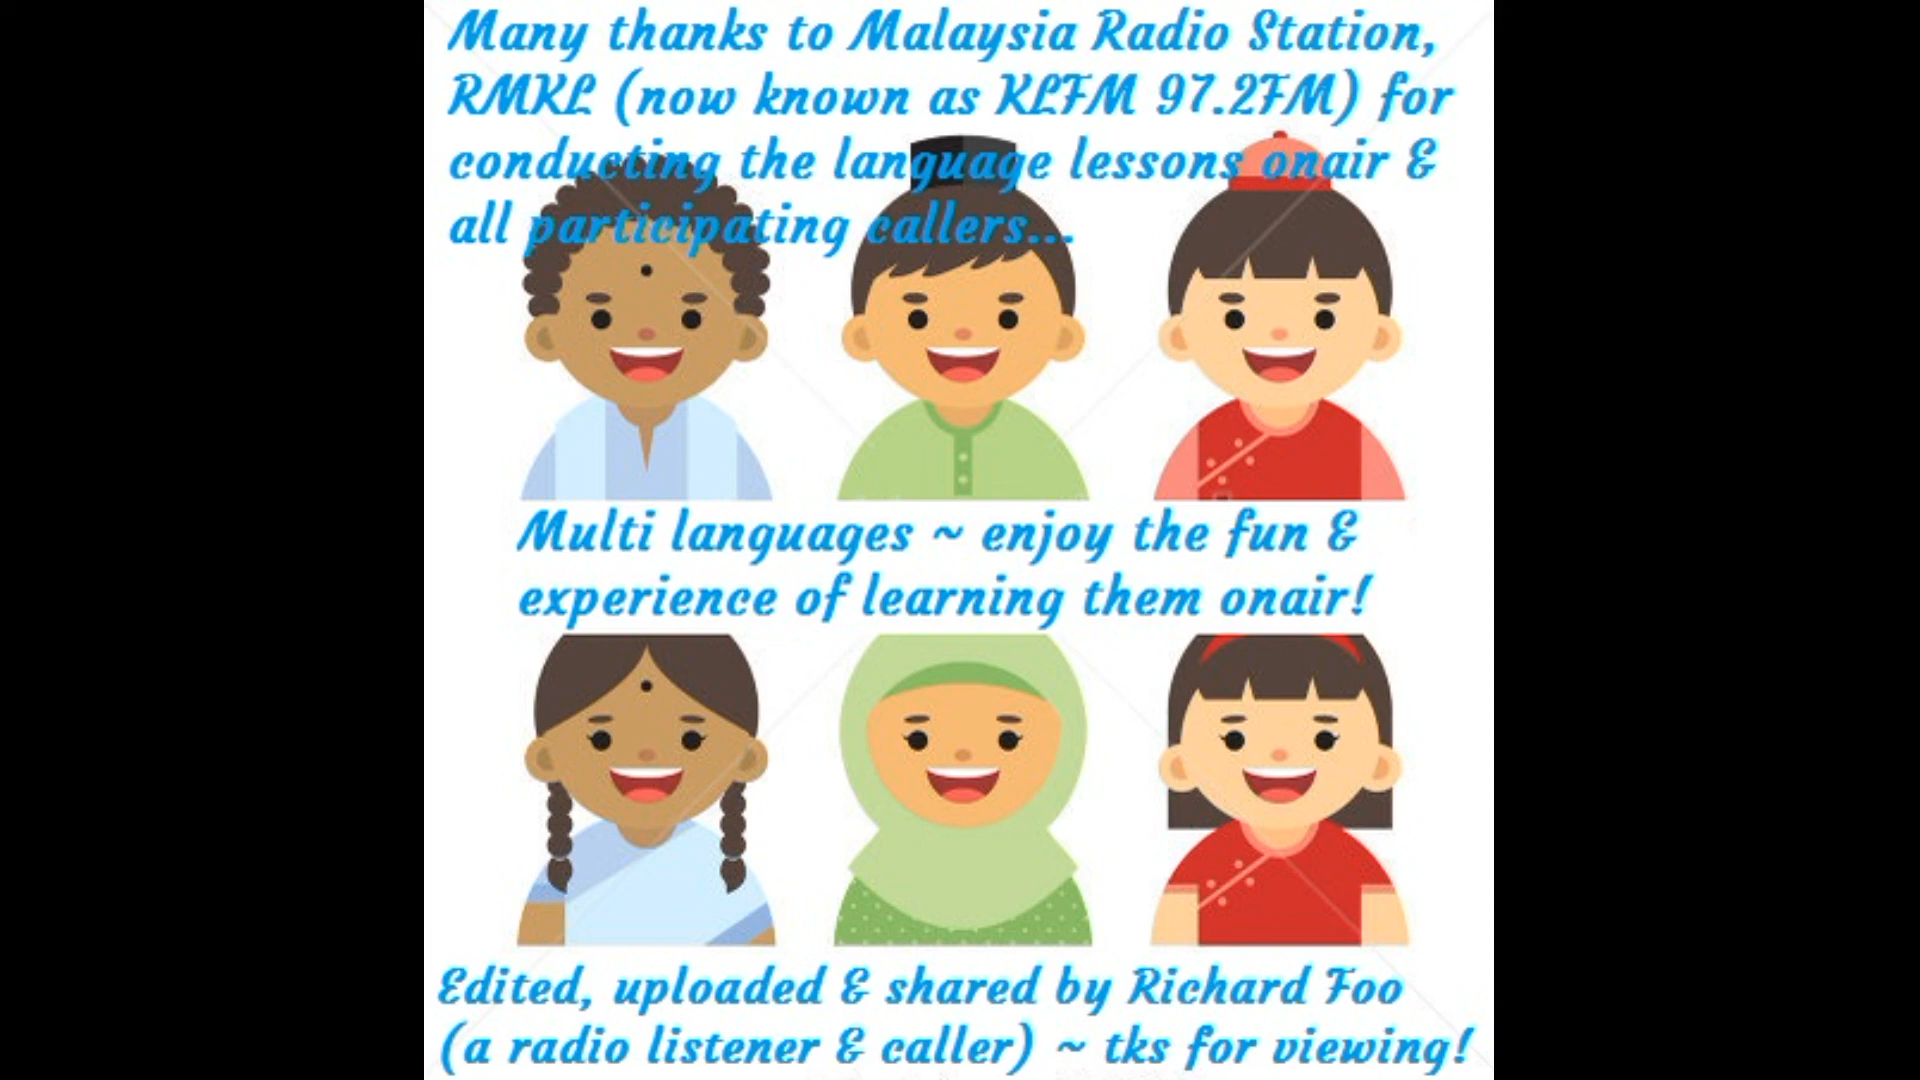 Many thanks to Malaysia Radio Station,
RMKL (now known as KLFM 97.2FM) for
conducting the language lessons onair &
all participating callers...
Multi languages ~ enjoy the fun &
experience of learning them onair!
Edited, uploaded & shared by Richard Foo
(a radio listener & caller) ~ tks for viewing!